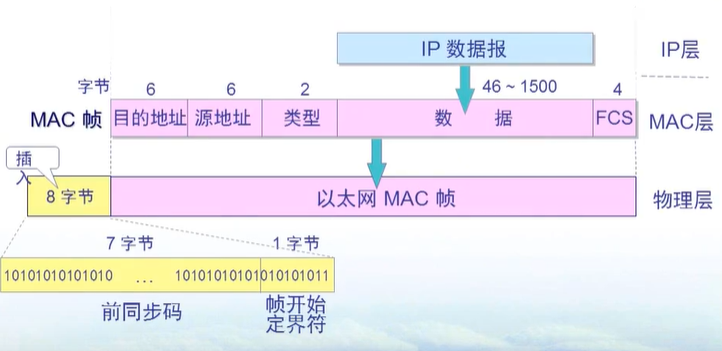 IP 数据报
IP层
字节
6
6
2
46 ~ 1500
4
MAC 帧
目的地址
源地址
类型
数 据
FCS
MAC层
插
入
8 字节
以太网 MAC 帧
物理层
7 字节
1 字节
10101010101010 ... 10101010101010101011
前同步码
帧开始
定界符